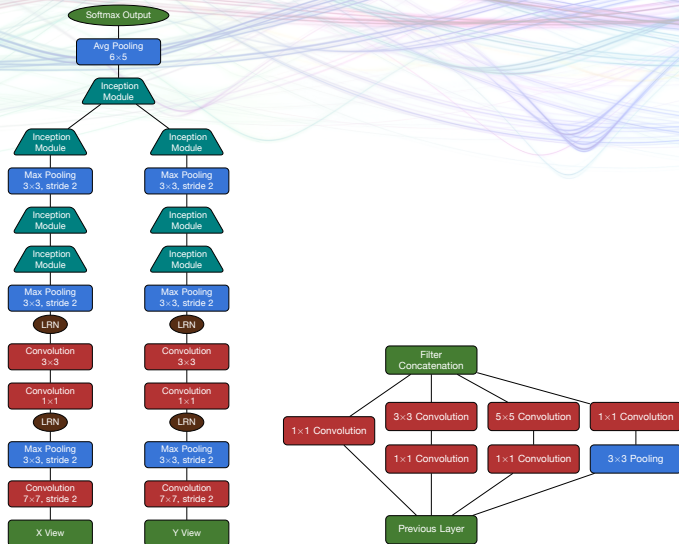 Softmax Output
Avg Pooling
6×5
Inception
Module
Inception
Module
Max Pooling
3×3, stride 2
Inception
Module
Inception
Module
Max Pooling
3×3, stride 2
LRN
Convolution
3×3
Convolution
1×1
LRN
Max Pooling
3×3, stride 2
Convolution
7×7, stride 2
X View
Inception
Module
Max Pooling
3×3, stride 2
Inception
Module
Inception
Module
Max Pooling
3×3, stride 2
LRN
Convolution
3×3
Convolution
1×1
LRN
Max Pooling
3×3, stride 2
Convolution
7×7, stride 2
Y View
Filter
Concatenation
1×1 Convolution
3×3 Convolution
1×1 Convolution
5×5 Convolution
1×1 Convolution
1×1 Convolution
3×3 Pooling
Previous Layer